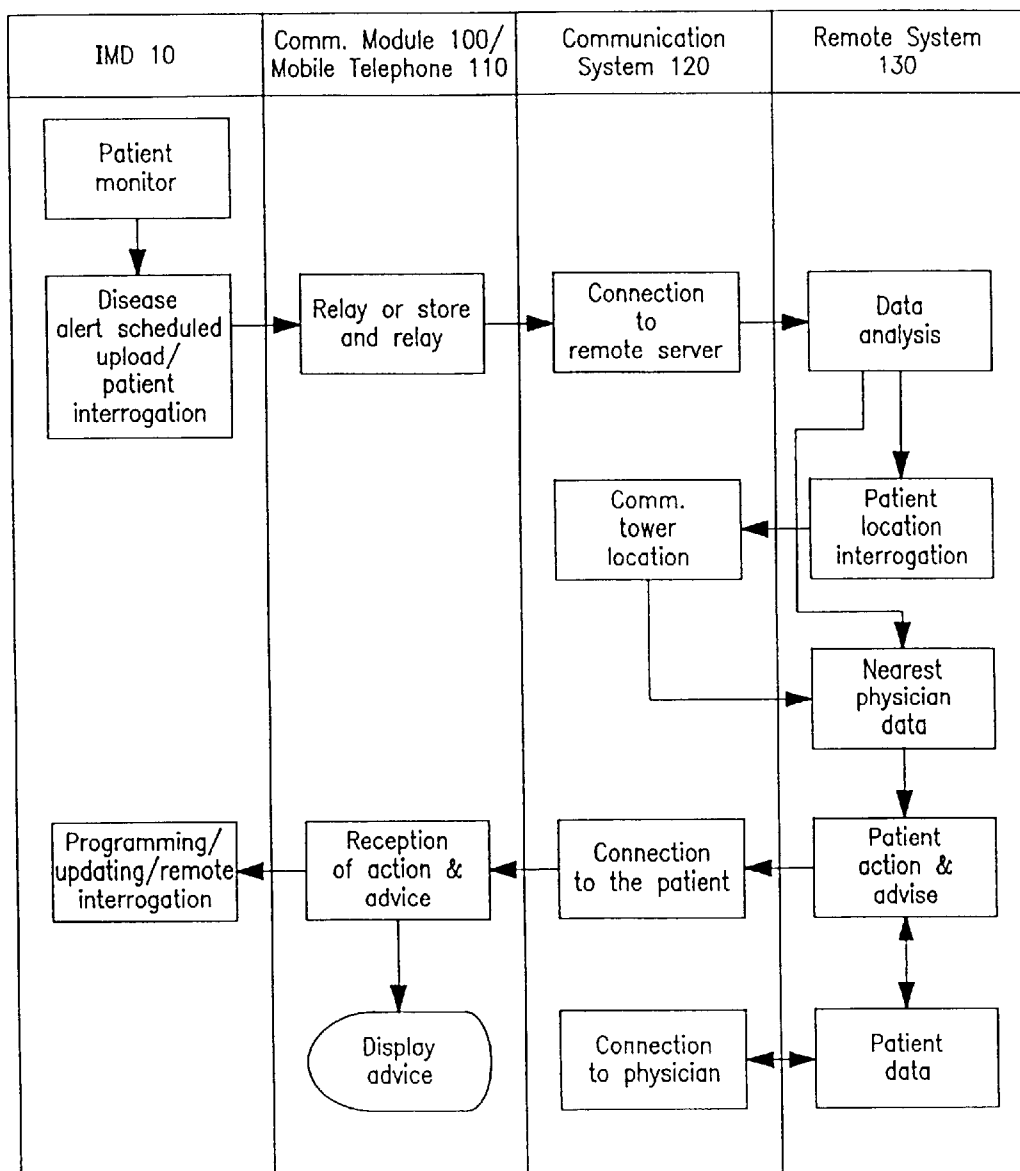 IMD 10
Comm. Module 100/
Mobile Telephone 110
Communication
System 120
Remote System
130
Patient
monitor
Disease
alert scheduled
upload/
patient
interrogation
Relay or store
and relay
Connection
to
remote server
Data
analysis
Comm.
tower
location
Patient
location
interrogation
Nearest
physician
data
Programming/
updating/remote
interrogation
Reception
of action &
advice
Connection
to the patient
Patient
action &
advise
Display
advice
Connection
to physician
Patient
data